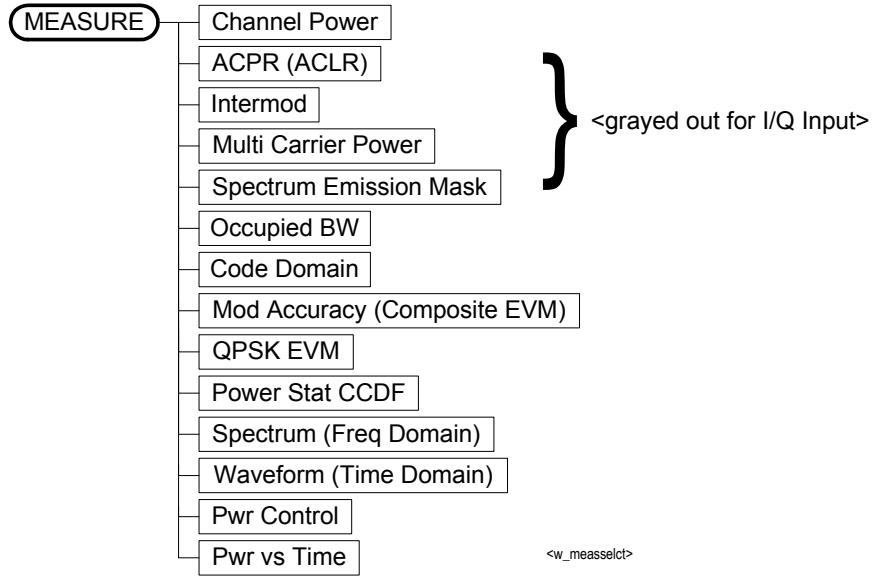 MEASURE
Channel Power
ACPR (ACLR)
Intermod
Multi Carrier Power
<grayed out for I/Q Input>
Spectrum Emission Mask
Occupied BW
Code Domain
Mod Accuracy (Composite EVM)
QPSK EVM
Power Stat CCDF
Spectrum (Freq Domain)
Waveform (Time Domain)
Pwr Control
Pwr vs Time
<w_measselct>